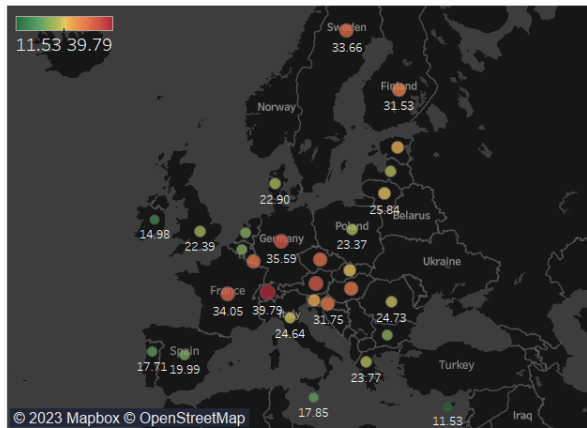 11.53 39.79
Sweden
33.66
Finland
31.53
Norway
22.90
25.84
Belarus
14.98
22.39
Germany
35.59
Poland
23.37
Ukraine
France
34.05
39.79
Italy
24.64
31.75
24.73
Spain
17.71
19.99
23.77
Turkey
17.85
11.53
Iraq
© 2023 Mapbox © OpenStreetMap